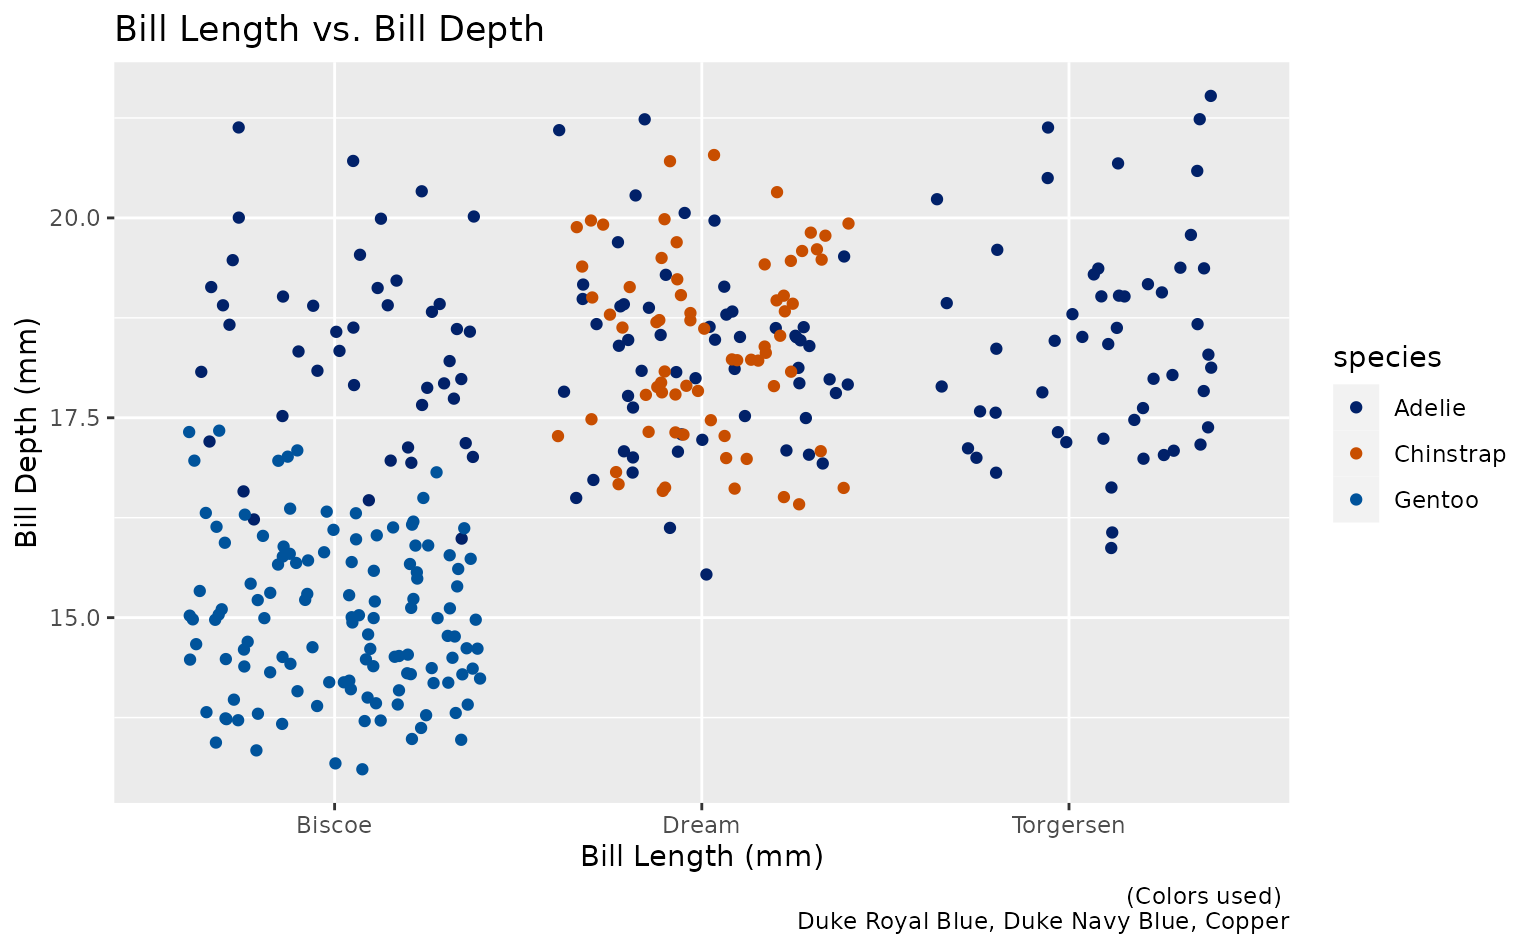 Bill Length vs. Bill Depth
Bill Depth (mm)
20.0
17.5
15.0
Biscoe
Dream
Torgersen
Bill Length (mm)
species
Adelie
Chinstrap
Gentoo
(Colors used)
Duke Royal Blue, Duke Navy Blue, Copper